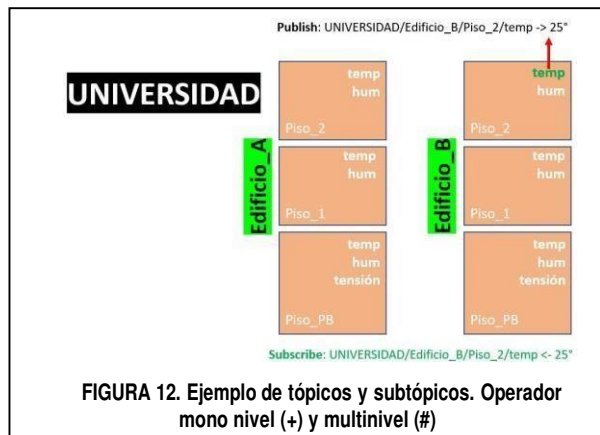 Publish: UNIVERSIDAD/Edificio_B/Piso_2/temp -> 25°
UNIVERSIDAD
Edificio_A
temp
hum
Piso_2
temp
hum
Piso_1
temp
hum
tensión
Piso_PB
Edificio_B
temp
hum
Piso_2
temp
hum
Piso_1
temp
hum
tensión
Piso_PB
Subscribe: UNIVERSIDAD/Edificio_B/Piso_2/temp <- 25°
FIGURA 12. Ejemplo de tópicos y subtópicos. Operador
mono nivel (+) y multinivel (#)